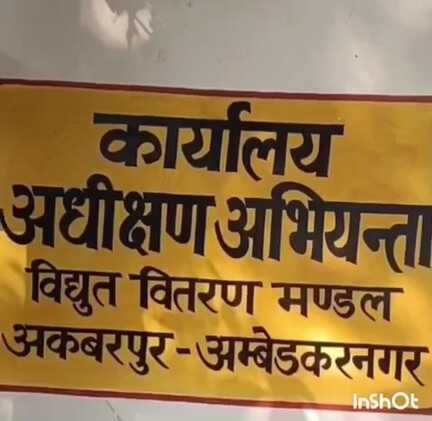 कार्यालय
अधीक्षण अभियन्ता
विद्युत वितरण मण्डल
अकबरपुर-अम्बेडकरनगर
InShOt